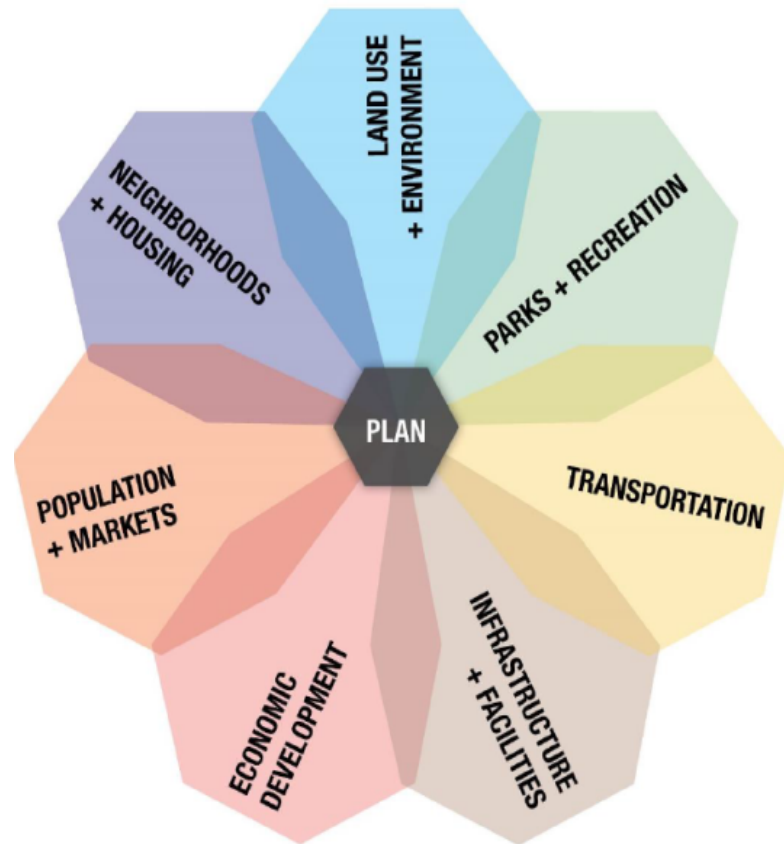 LAND USE
+ ENVIRONMENT
PARKS + RECREATION
TRANSPORTATION
INFRASTRUCTURE
+ FACILITIES
ECONOMIC
DEVELOPMENT
POPULATION
+ MARKETS
NEIGHBORHOODS
+ HOUSING
PLAN